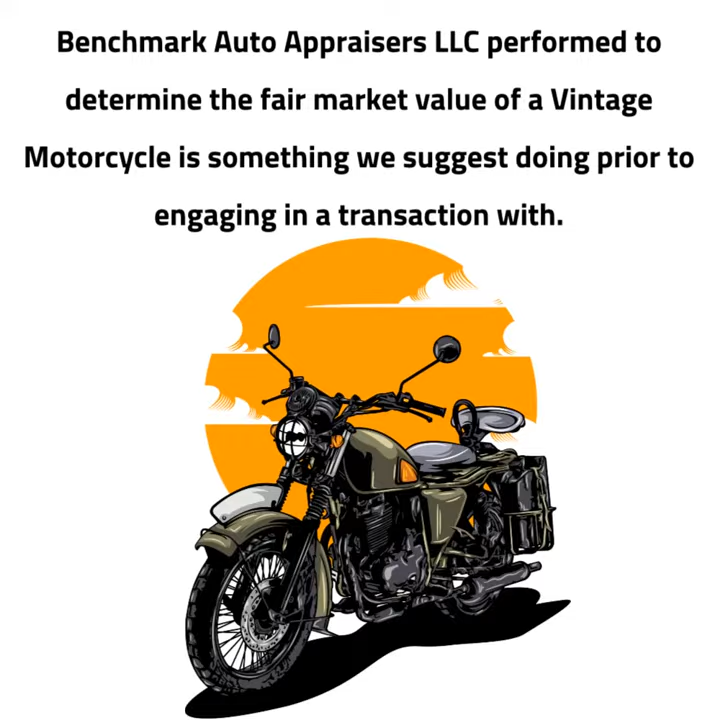 Benchmark Auto Appraisers LLC performed to
determine the fair market value of a Vintage
Motorcycle is something we suggest doing prior to
engaging in a transaction with.